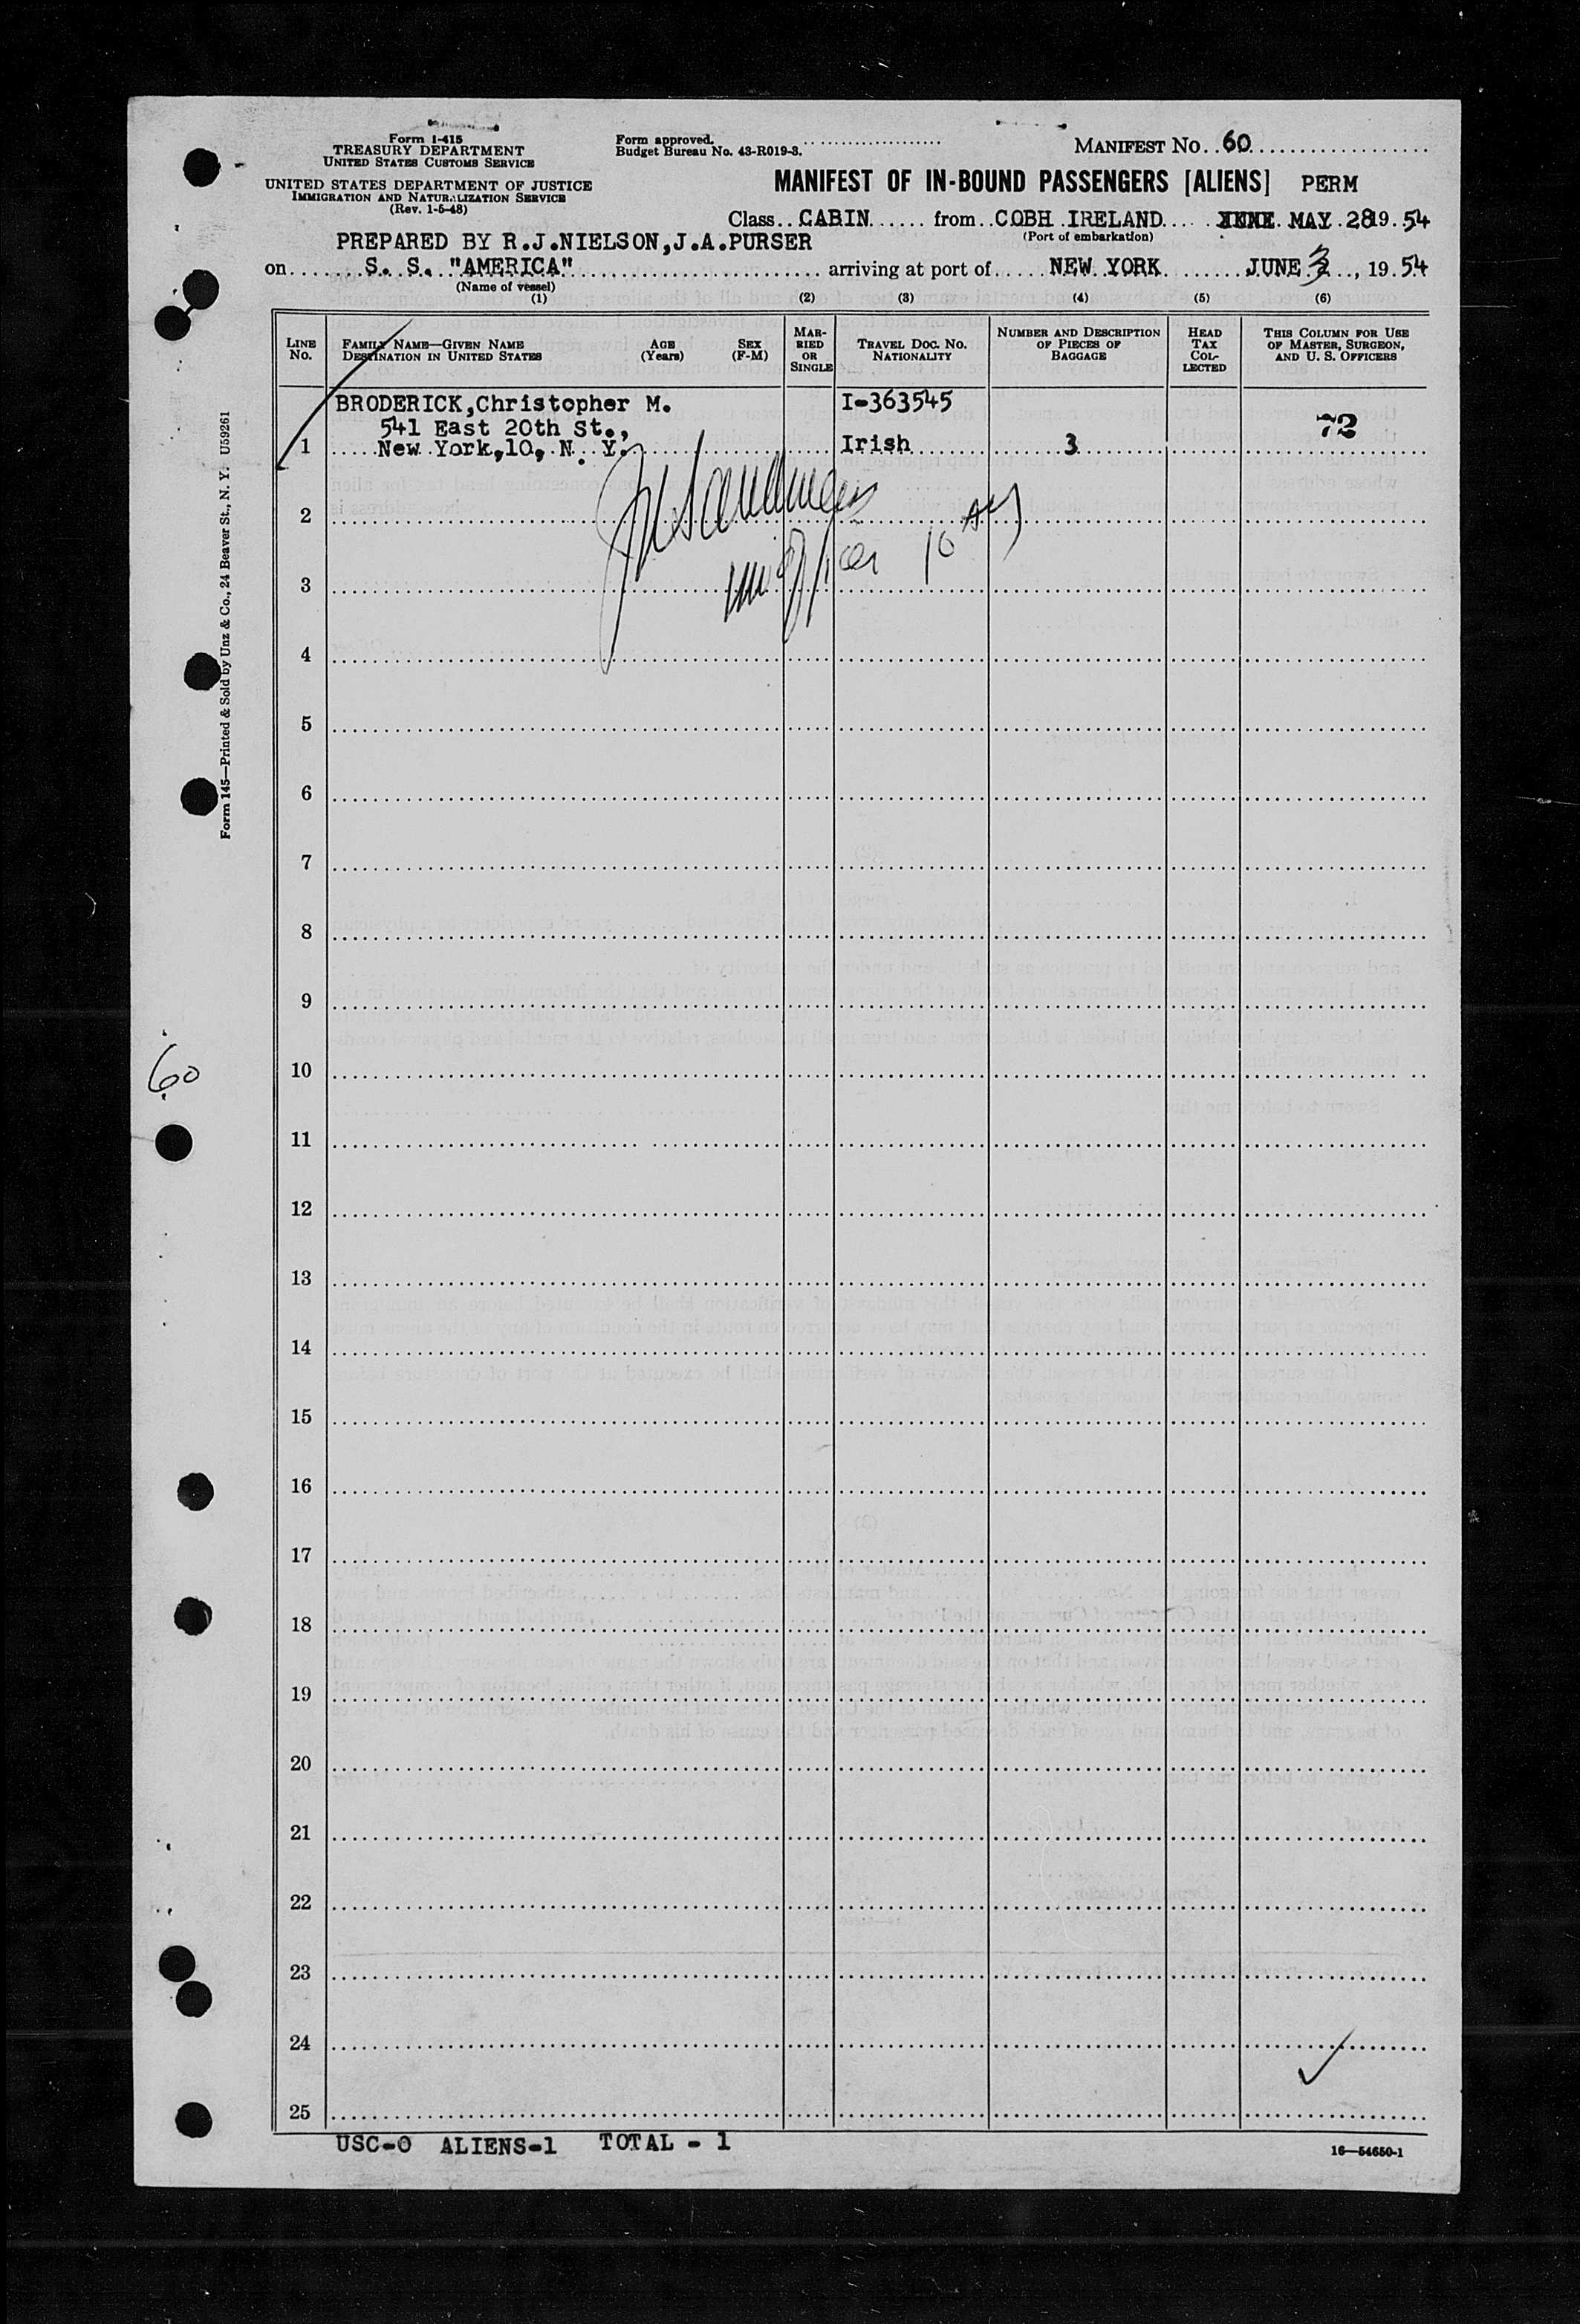 Form I-415
TREASURY DEPARTMENT
UNITED STATES CUSTOMS SERVICE
Form approved.
Budget Bureau No. 43-R019-3.
MANIFEST NO. 60
UNITED STATES DEPARTMENT OF JUSTICE
IMMIGRATION AND NATURALIZATION SERVICE
(Rev. 1-5-48)
MANIFEST OF IN-BOUND PASSENGERS [ALIENS] PERM
Class CABIN from COBH IRELAND MAY 28 19 54
(Port of embarkation)
PREPARED BY R.J.NIELSON,J.A.PURSER
on S. S. "AMERICA" arriving at port of NEW YORK JUNE 3, 19 54
(Name of vessel)
(1) (2) (3) (4) (5) (6)
LINE No. FAMILY NAME—GIVEN NAME DESTINATION IN UNITED STATES AGE (Years) SEX (F-M) MARRIED OR SINGLE TRAVEL DOC. NO. NATIONALITY NUMBER AND DESCRIPTION OF PIECES OF BAGGAGE HEAD TAX COLLECTED THIS COLUMN FOR USE OF MASTER, SURGEON, AND U. S. OFFICERS
BRODERICK,Christopher M. I-363545
541 East 20th St., 72
1 New York,10, N. Y. Irish 3
2
3
4
5
6
7
8
9
10
11
12
13
14
15
16
17
18
19
20
21
22
23
24
25
USC-0 ALIENS-1 TOTAL - 1
16—54650-1
Form 145—Printed & Sold by Unz & Co., 24 Beaver St., N. Y. U59261
60